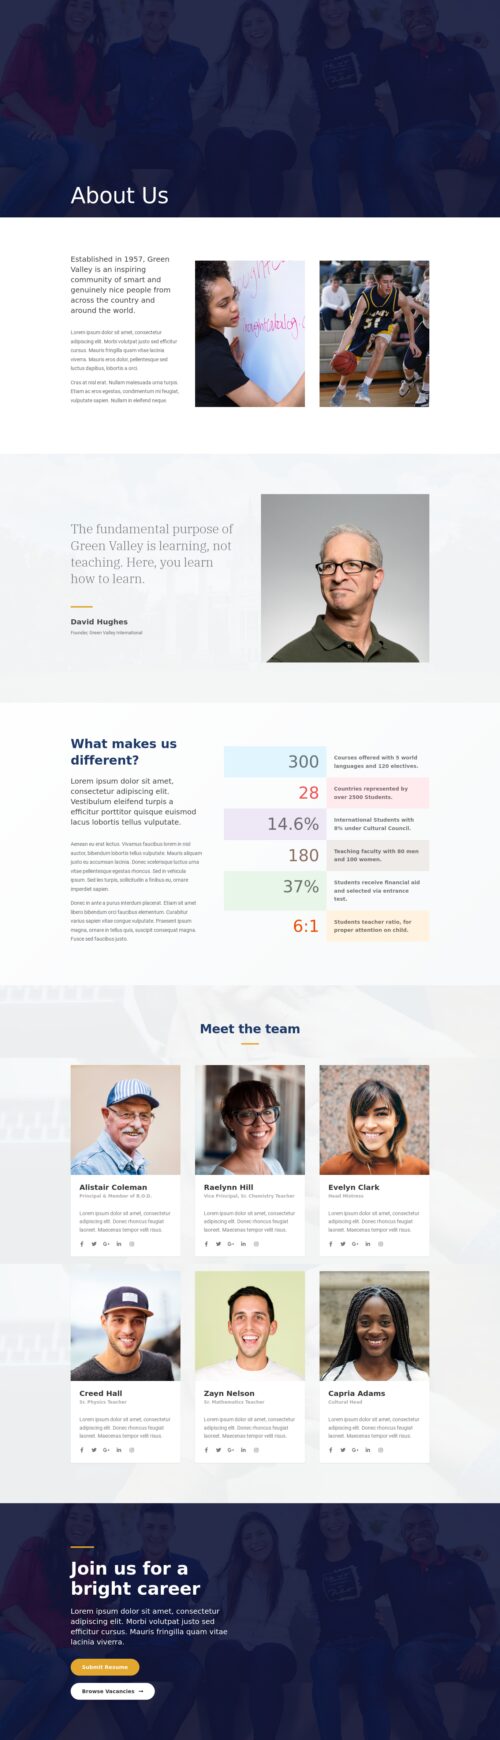 About Us
Established in 1957, Green
Valley is an inspiring
community of smart and
genuinely nice people from
across the country and
around the world.
Lorem ipsum dolor sit amet, consectetur
adipiscing elit. Morbi volutpat justo sed efficitur
cursus. Mauris fringilla quam vitae lacinia
viverra. Mauris eros dolor, pellentesque sed
luctus dapibus, lobortis a orci.
Cras at nisl erat. Nullam malesuada urna turpis.
Etiam ac eros egestas, condimentum mi feugiat,
vulputate sapien. Nullam in eleifend neque.
The fundamental purpose of
Green Valley is learning, not
teaching. Here, you learn
how to learn.
David Hughes
Founder, Green Valley International
What makes us
different?
Lorem ipsum dolor sit amet,
consectetur adipiscing elit.
Vestibulum eleifend turpis a
efficitur porttitor quisque euismod
lacus lobortis tellus vulputate.
Aenean eu erat lectus. Vivamus faucibus lorem in nisl
auctor, bibendum lobortis tellus vulputate. Mauris aliquam
justo eu accumsan lacinia. Donec scelerisque luctus urna
vitae pellentesque egestas rhoncus. Sed in vehicula
ipsum. Sed leo turpis, sollicitudin a finibus eu, ornare
imperdiet sapien.
Donec in ante a purus interdum placerat. Etiam sit amet
libero bibendum orci faucibus elementum. Curabitur
varius sapien vitae congue vulputate. Praesent ipsum
magna, ornare in tellus quis, suscipit consequat magna.
Fusce sed faucibus justo.
300
Courses offered with 5 world
languages and 120 electives.
28
Countries represented by
over 2500 Students.
14.6%
International Students with
8% under Cultural Council.
180
Teaching faculty with 80 men
and 100 women.
37%
Students receive financial aid
and selected via entrance
test.
6:1
Students teacher ratio, for
proper attention on child.
Meet the team
Alistair Coleman
Principal & Member of B.O.D.
Lorem ipsum dolor sit amet, consectetur
adipiscing elit. Donec rhoncus feugiat
laoreet. Maecenas tempor velit risus.
Raelynn Hill
Vice Principal, Sr. Chemistry Teacher
Lorem ipsum dolor sit amet, consectetur
adipiscing elit. Donec rhoncus feugiat
laoreet. Maecenas tempor velit risus.
Evelyn Clark
Head Mistress
Lorem ipsum dolor sit amet, consectetur
adipiscing elit. Donec rhoncus feugiat
laoreet. Maecenas tempor velit risus.
Creed Hall
Sr. Physics Teacher
Lorem ipsum dolor sit amet, consectetur
adipiscing elit. Donec rhoncus feugiat
laoreet. Maecenas tempor velit risus.
Zayn Nelson
Sr. Mathematics Teacher
Lorem ipsum dolor sit amet, consectetur
adipiscing elit. Donec rhoncus feugiat
laoreet. Maecenas tempor velit risus.
Capria Adams
Cultural Head
Lorem ipsum dolor sit amet, consectetur
adipiscing elit. Donec rhoncus feugiat
laoreet. Maecenas tempor velit risus.
Join us for a
bright career
Lorem ipsum dolor sit amet, consectetur
adipiscing elit. Morbi volutpat justo sed
efficitur cursus. Mauris fringilla quam vitae
lacinia viverra.
Submit Resume
Browse Vacancies →